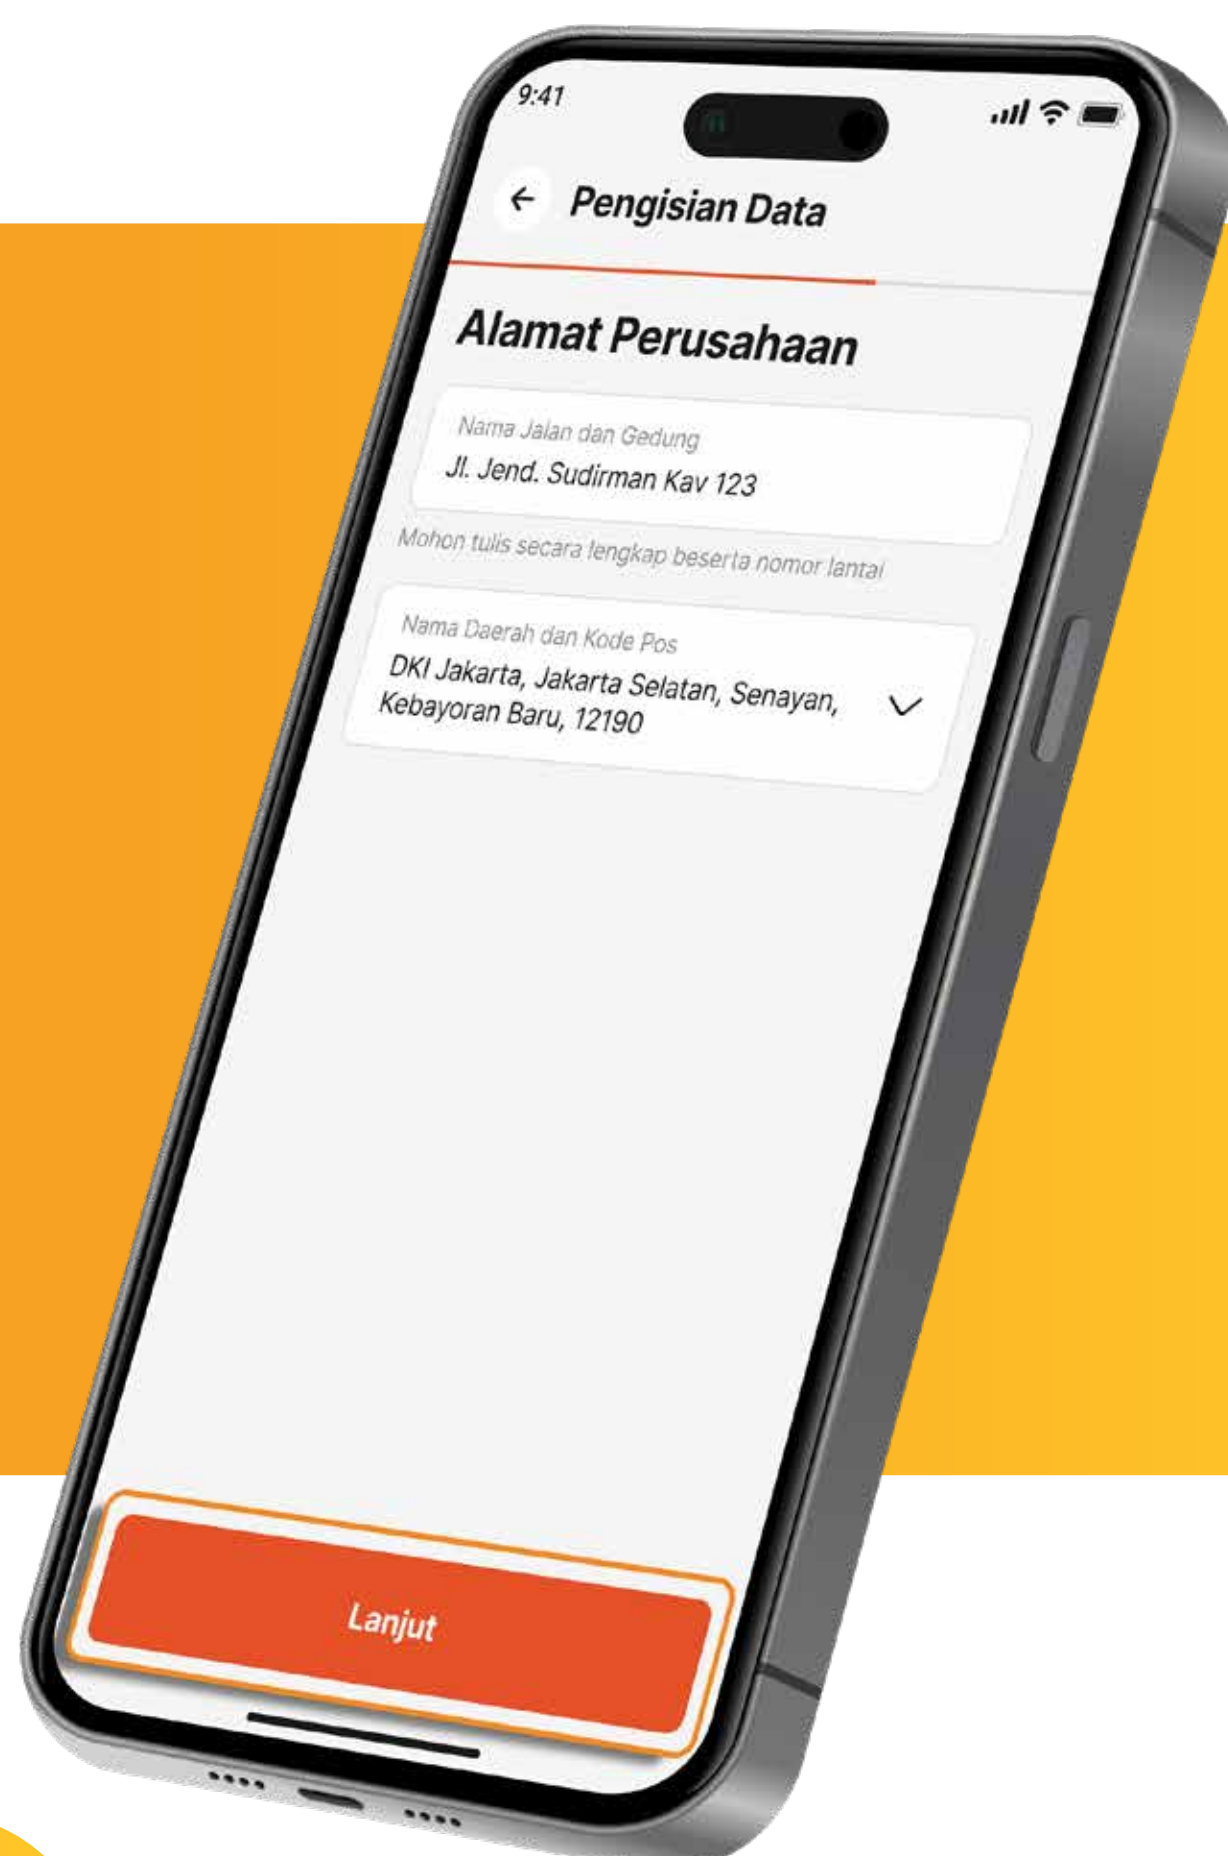 9:41
Pengisian Data
Alamat Perusahaan
Nama Jalan dan Gedung
Jl. Jend. Sudirman Kav 123
Mohon tulis secara lengkap beserta nomor lantai
Nama Daerah dan Kode Pos
DKI Jakarta, Jakarta Selatan, Senayan,
Kebayoran Baru, 12190
Lanjut